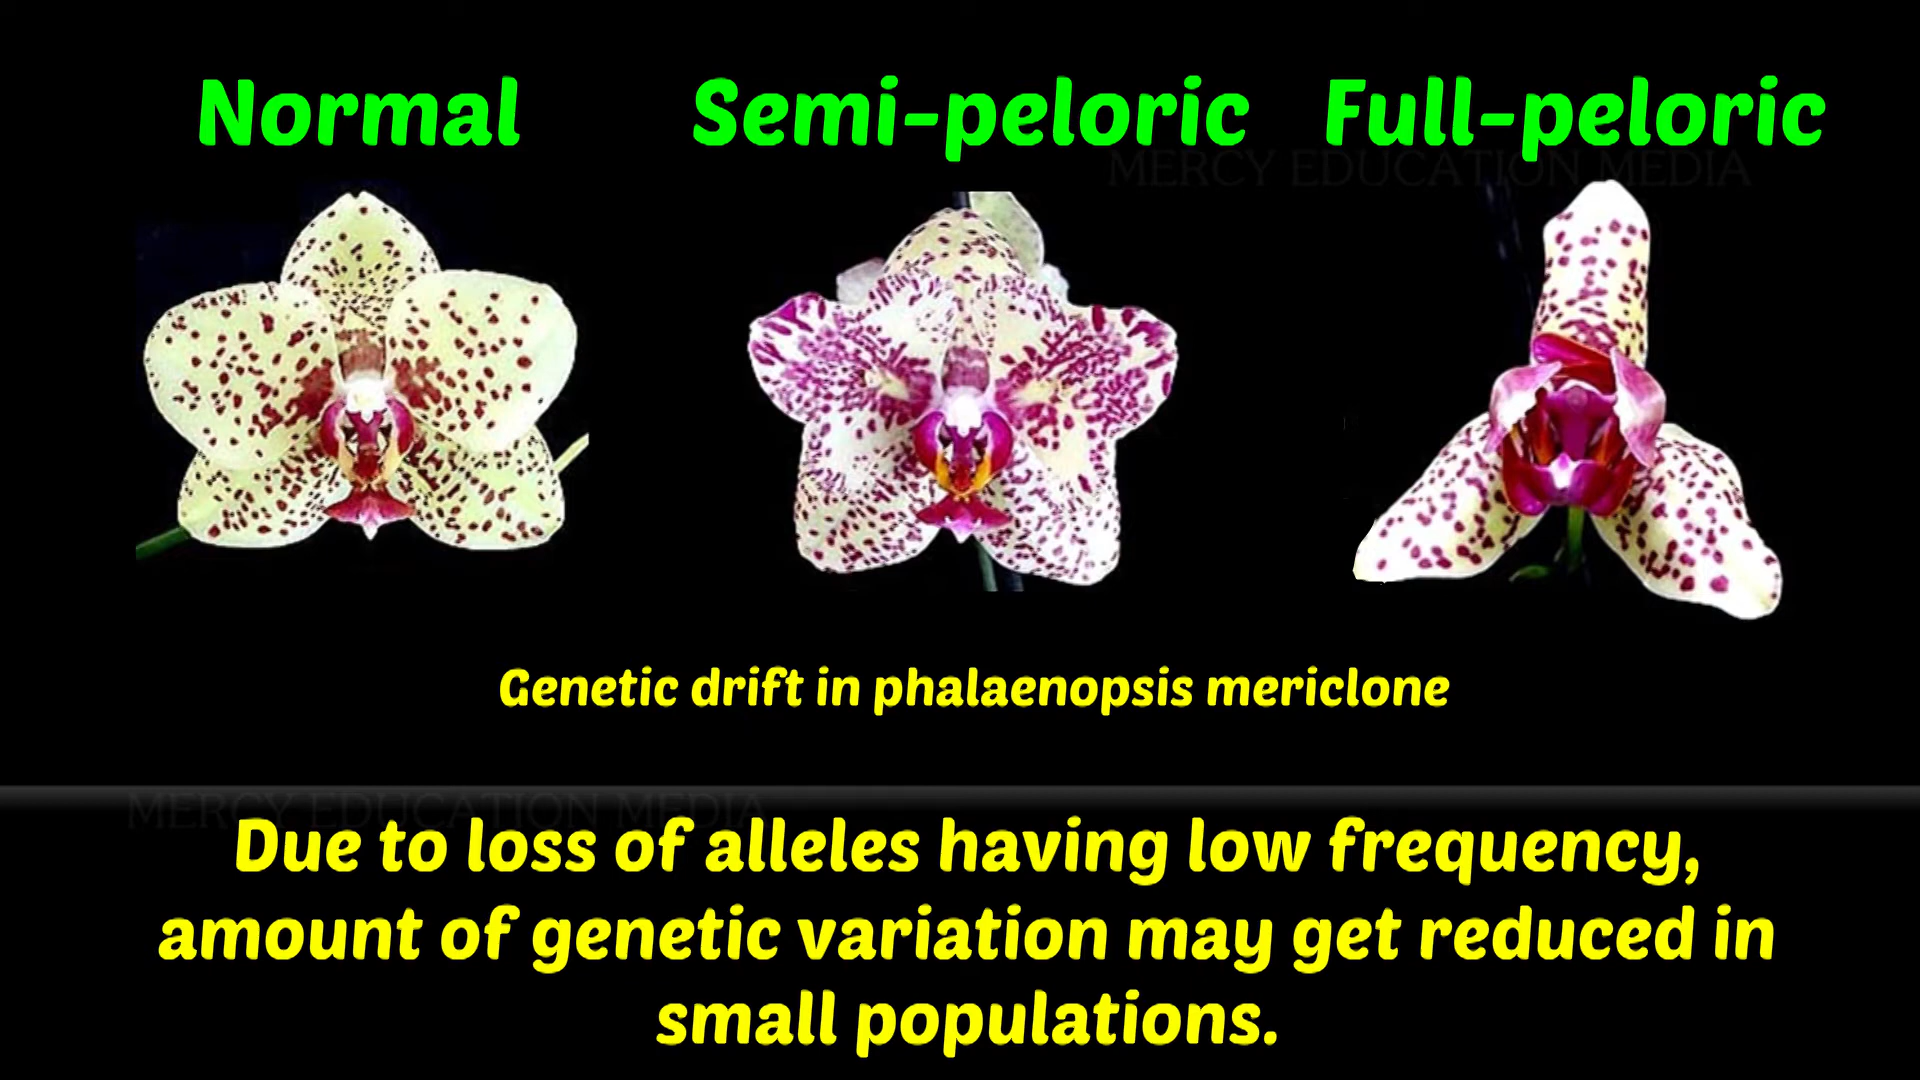 Normal Semi-peloric Full-peloric
MERCY EDUCATION MEDIA
Genetic drift in phalaenopsis mericlone
MERCY EDUCATION MEDIA
Due to loss of alleles having low frequency,
amount of genetic variation may get reduced in
small populations.